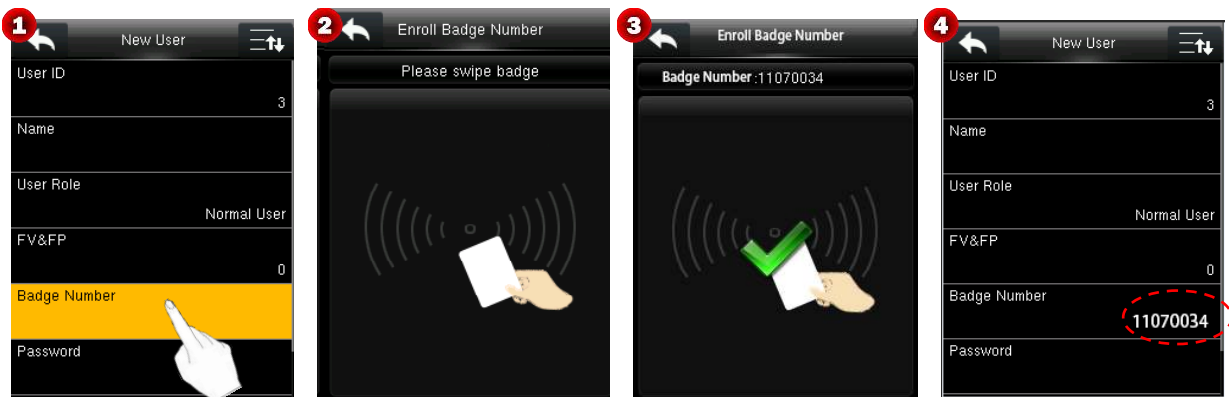 1
New User
User ID
3
Name
User Role
Normal User
FV&FP
0
Badge Number
Password
2
Enroll Badge Number
Please swipe badge
3
Enroll Badge Number
Badge Number :11070034
4
New User
User ID
3
Name
User Role
Normal User
FV&FP
0
Badge Number
11070034
Password